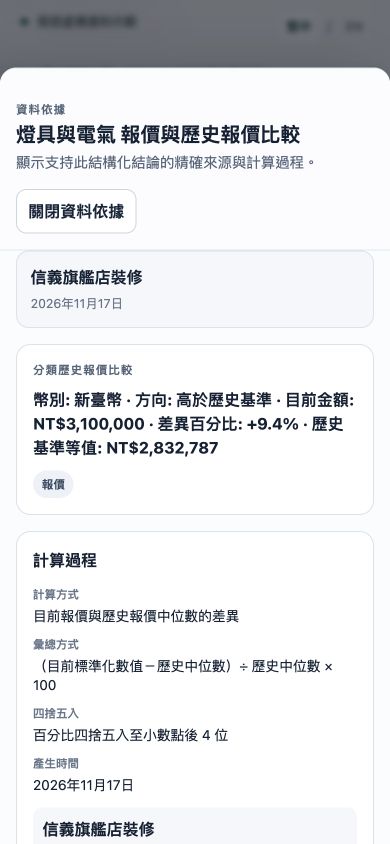 資料依據
燈具與電氣 報價與歷史報價比較
顯示支持此結構化結論的精確來源與計算過程。
關閉資料依據
信義旗艦店裝修
2026年11月17日
分類歷史報價比較
幣別: 新臺幣 · 方向: 高於歷史基準 · 目前金額:
NT$3,100,000 · 差異百分比: +9.4% · 歷史
基準等值: NT$2,832,787
報價
計算過程
計算方式
目前報價與歷史報價中位數的差異
彙總方式
（目前標準化數值－歷史中位數）÷ 歷史中位數 ×
100
四捨五入
百分比四捨五入至小數點後 4 位
產生時間
2026年11月17日
信義旗艦店裝修